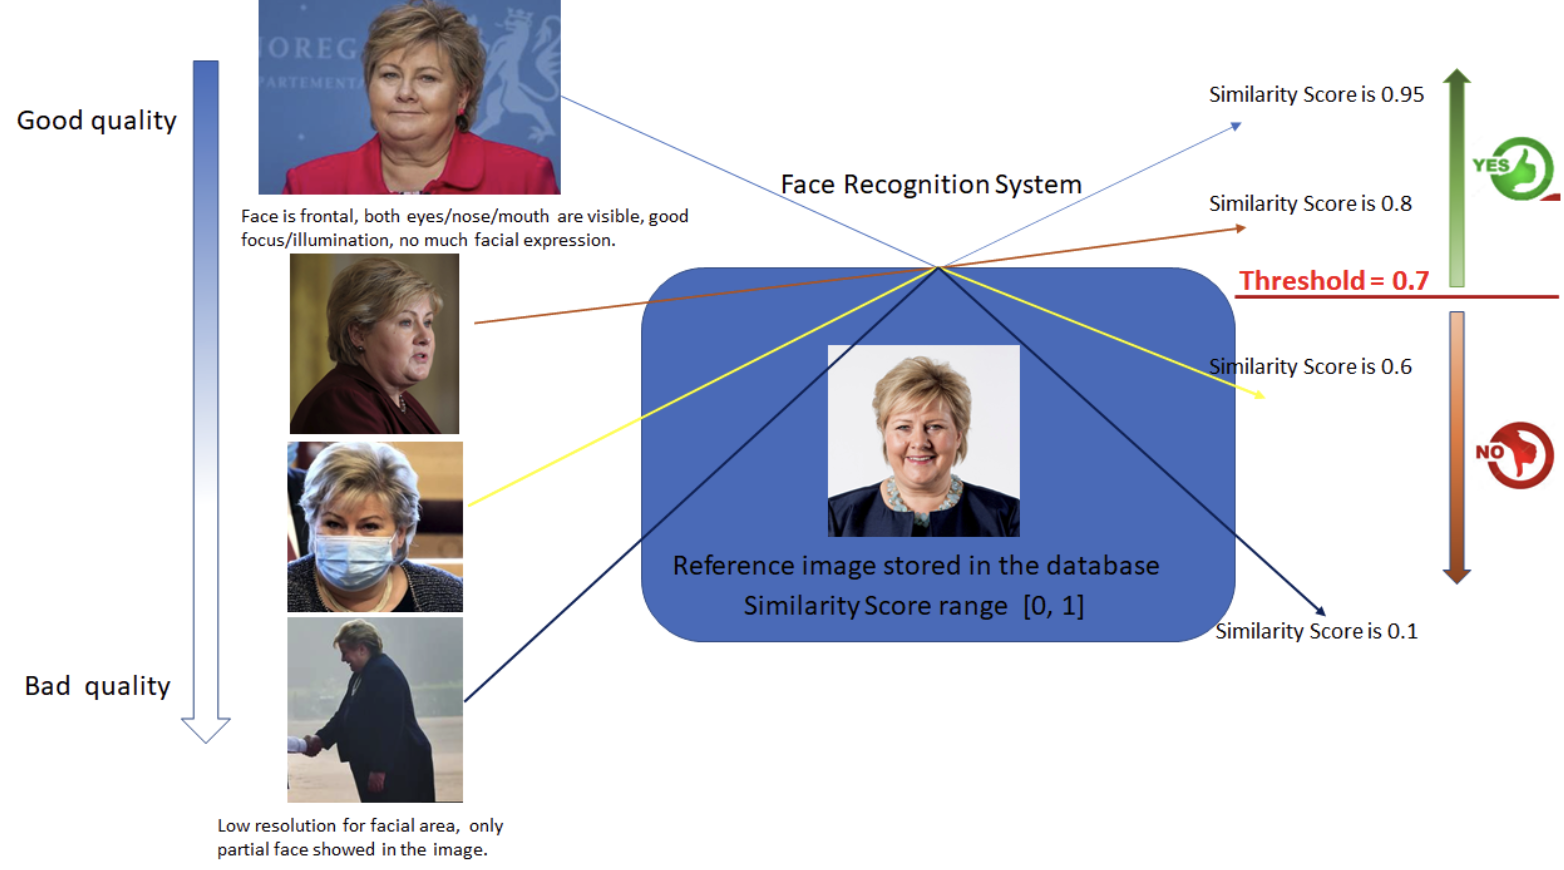 NOREG
DEPARTEMENTA
Good quality
Similarity Score is 0.95
YES
Face Recognition System
Similarity Score is 0.8
Face is frontal, both eyes/nose/mouth are visible, good
focus/illumination, no much facial expression.
Threshold = 0.7
Similarity Score is 0.6
NO
Reference image stored in the database
Similarity Score range [0, 1]
Similarity Score is 0.1
Bad quality
Low resolution for facial area, only
partial face showed in the image.